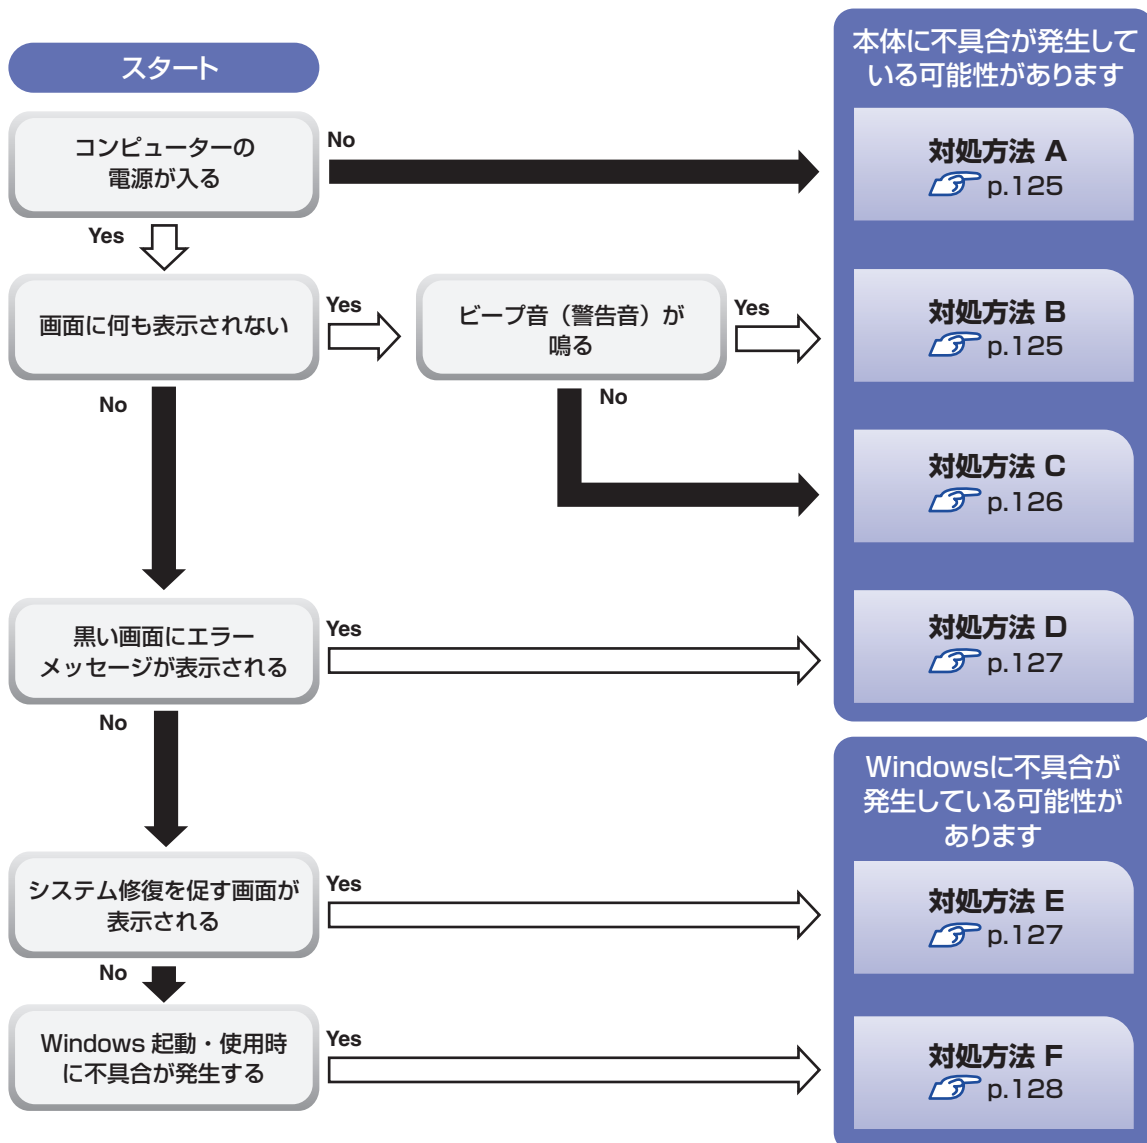 スタート
コンピューターの
電源が入る
No
Yes
画面に何も表示されない
Yes
No
ビープ音（警告音）が
鳴る
Yes
No
黒い画面にエラー
メッセージが表示される
Yes
No
システム修復を促す画面が
表示される
Yes
No
Windows 起動・使用時
に不具合が発生する
Yes
本体に不具合が発生して
いる可能性があります
対処方法 A
p.125
対処方法 B
p.125
対処方法 C
p.126
対処方法 D
p.127
Windowsに不具合が
発生している可能性が
あります
対処方法 E
p.127
対処方法 F
p.128